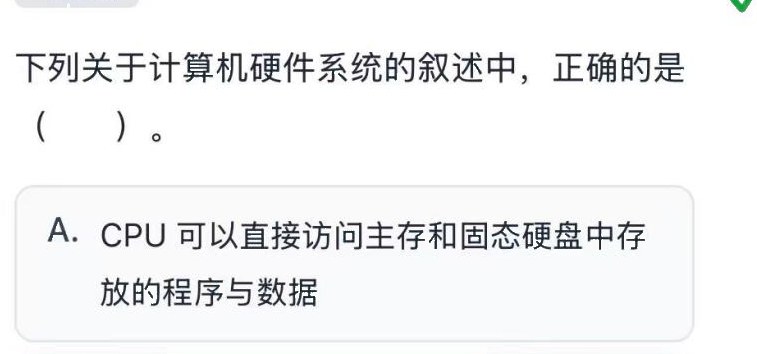 下列关于计算机硬件系统的叙述中，正确的是
（　　）。
A. CPU 可以直接访问主存和固态硬盘中存
放的程序与数据